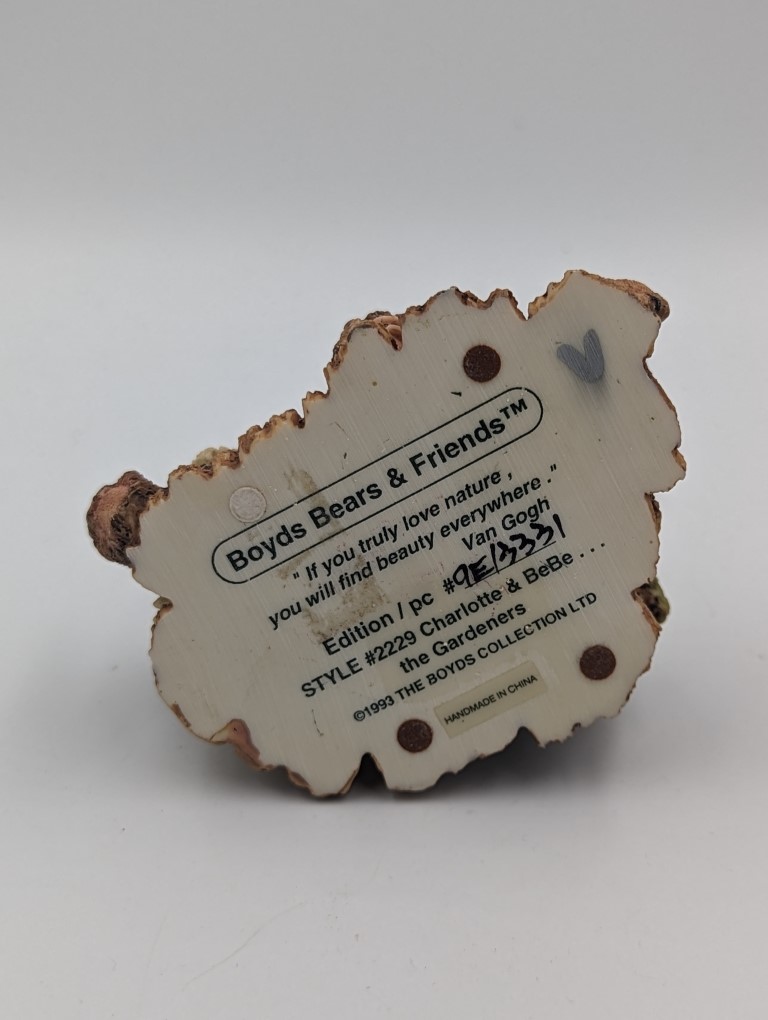 Boyds Bears & Friends™
" If you truly love nature ,
you will find beauty everywhere ."
Van Gogh
Edition / pc #9E/3331
STYLE #2229 Charlotte & BeBe . . .
the Gardeners
©1993 THE BOYDS COLLECTION LTD
HANDMADE IN CHINA